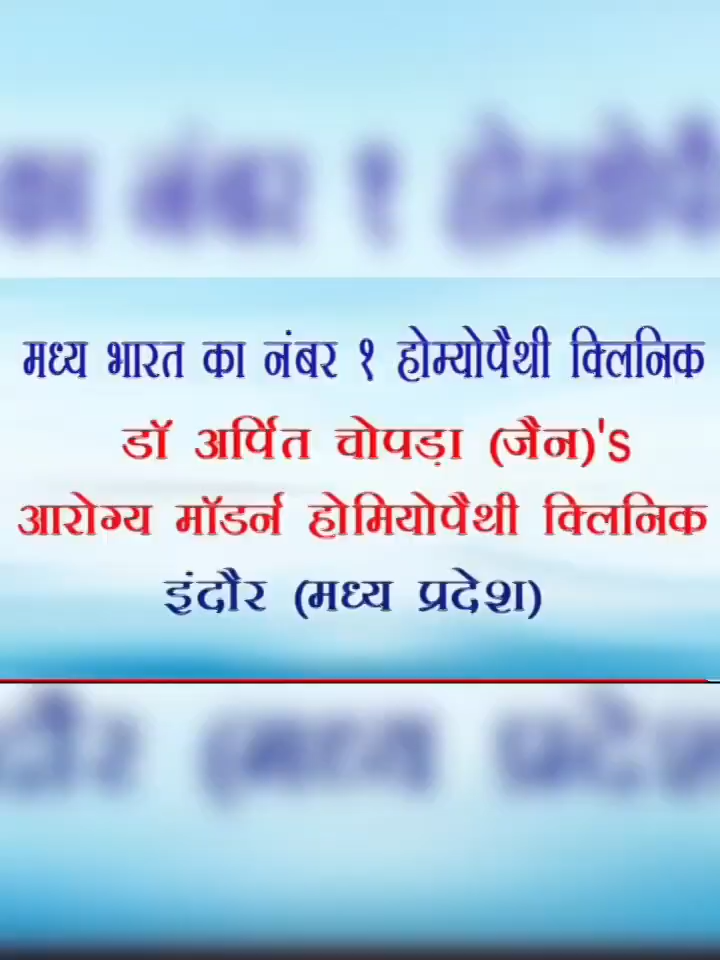 मध्य भारत का नंबर १ होम्योपैथी क्लिनिक
डॉ अर्पित चोपड़ा (जैन)'s
आरोग्य मॉडर्न होमियोपैथी क्लिनिक
इंदौर (मध्य प्रदेश)